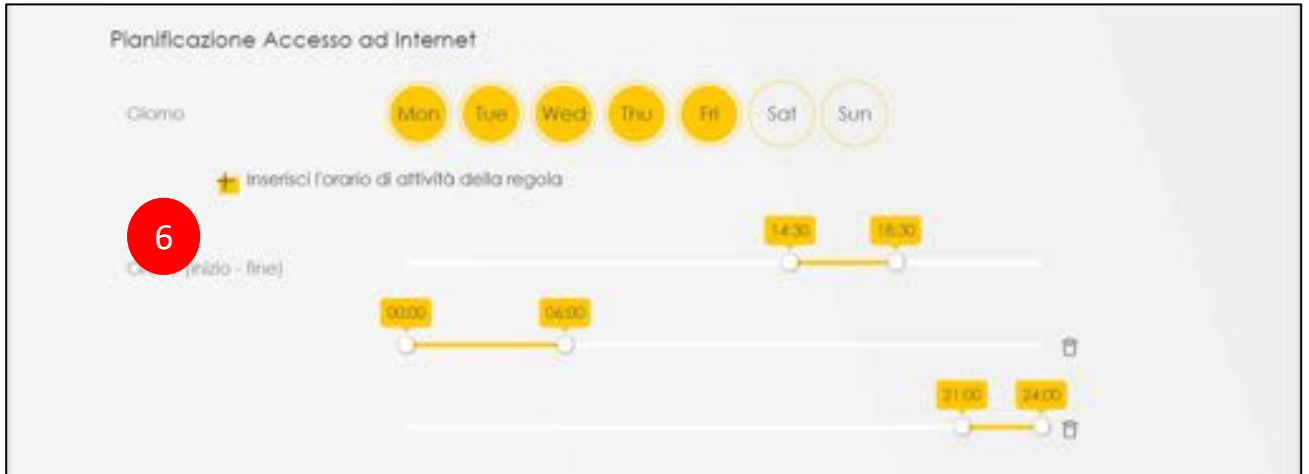 Pianificazione Accesso ad Internet
Giorno Mon Tue Wed Thu Fri Sat Sun
+ Inserisci l'orario di attività della regola
14:30 18:30
6
(inizio - fine)
00:00 06:00
21:00 24:00